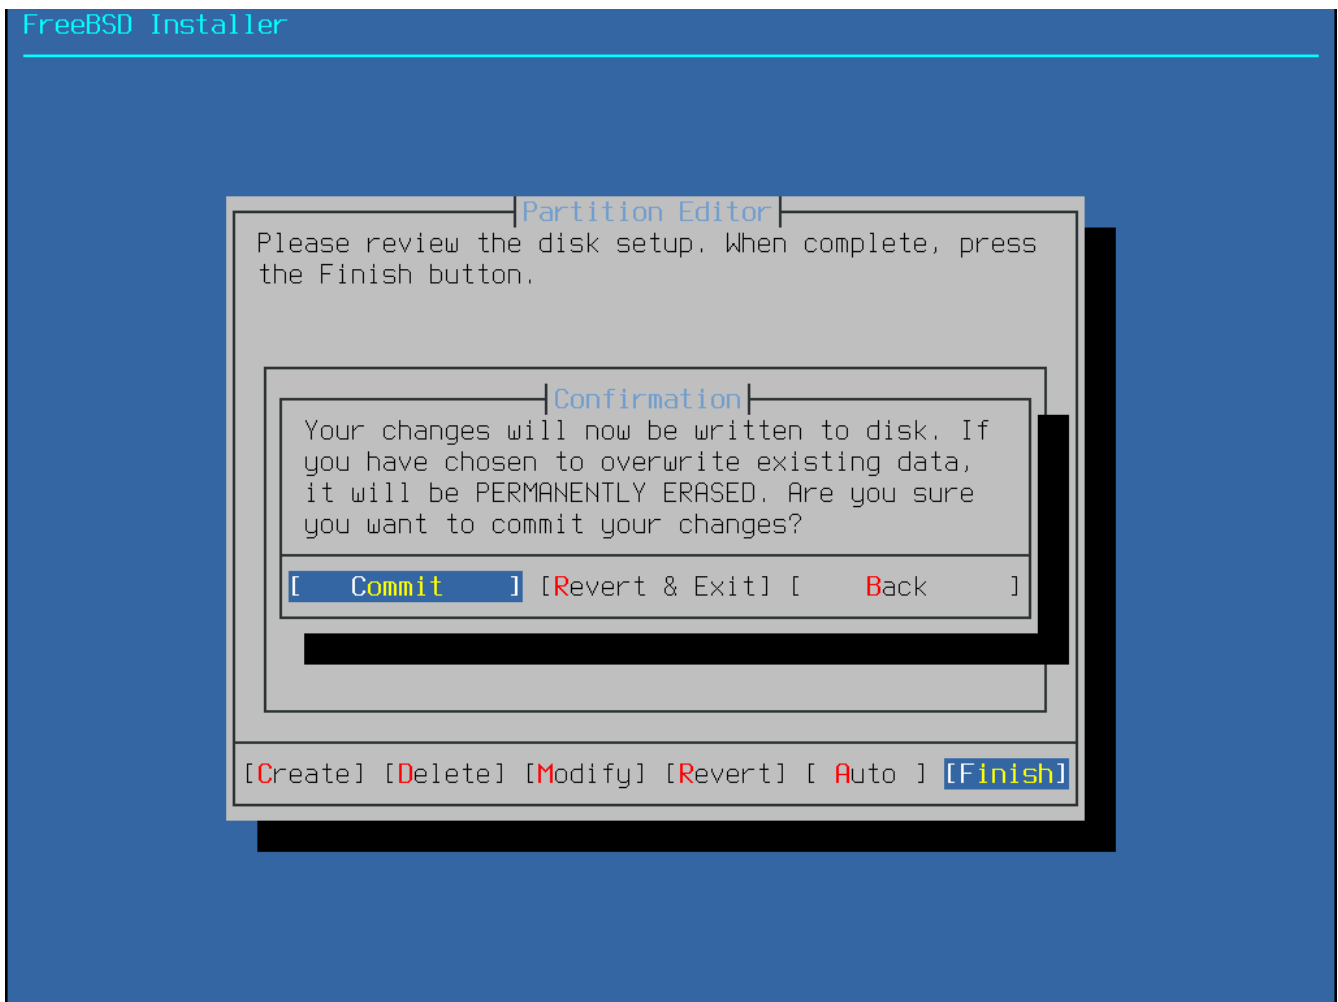 FreeBSD Installer
Partition Editor
Please review the disk setup. When complete, press
the Finish button.
Confirmation
Your changes will now be written to disk. If
you have chosen to overwrite existing data,
it will be PERMANENTLY ERASED. Are you sure
you want to commit your changes?
[ Commit ] [Revert & Exit] [ Back ]
[Create] [Delete] [Modify] [Revert] [ Auto ] [Finish]